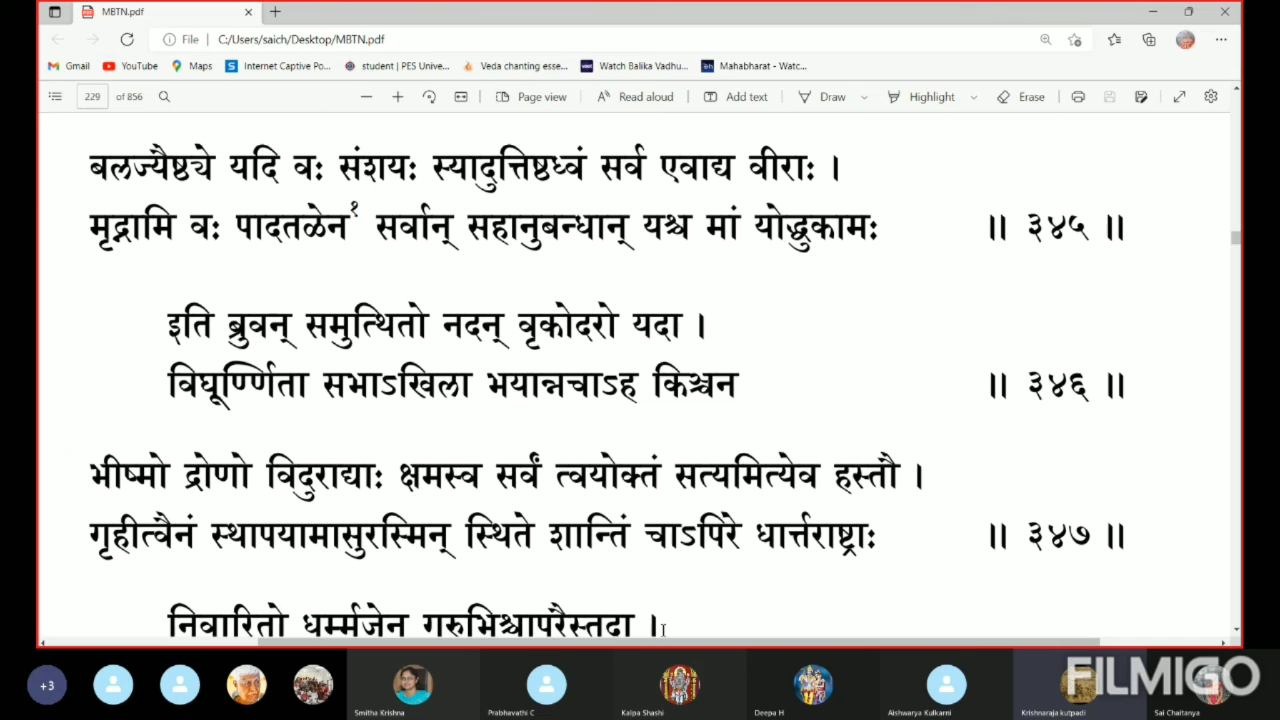 MBTN.pdf
File C:/Users/saich/Desktop/MBTN.pdf
Gmail YouTube Maps Internet Captive Po... student | PES Unive... Veda chanting esse... Watch Balika Vadhu... Mahabharat - Watc...
229 of 856 Page view Read aloud Add text Draw Highlight Erase
बलज्यैष्ठ्ये यदि वः संशयः स्यादुत्तिष्ठध्वं सर्व एवाद्य वीराः ।
मृद्नामि वः पादतळेन१ सर्वान् सहानुबन्धान् यश्च मां योद्धुकामः ॥ ३४५ ॥
इति ब्रुवन् समुत्थितो नदन् वृकोदरो यदा ।
विघूर्ण्णिता सभाऽखिला भयान्नचाऽह किञ्चन ॥ ३४६ ॥
भीष्मो द्रोणो विदुराद्याः क्षमस्व सर्वं त्वयोक्तं सत्यमित्येव हस्तौ ।
गृहीत्वैनं स्थापयामासुरस्मिन् स्थिते शान्तिं चाऽपिरे धार्त्तराष्ट्राः ॥ ३४७ ॥
निवारितो धर्म्मजेन गुरुभिश्चापरैस्तदा ।
+3 Smitha Krishna Prabhavathi C Kalpa Shashi Deepa H Aishwarya Kulkarni Krishnaraja kutpadi Sai Chaitanya
FILMIGO